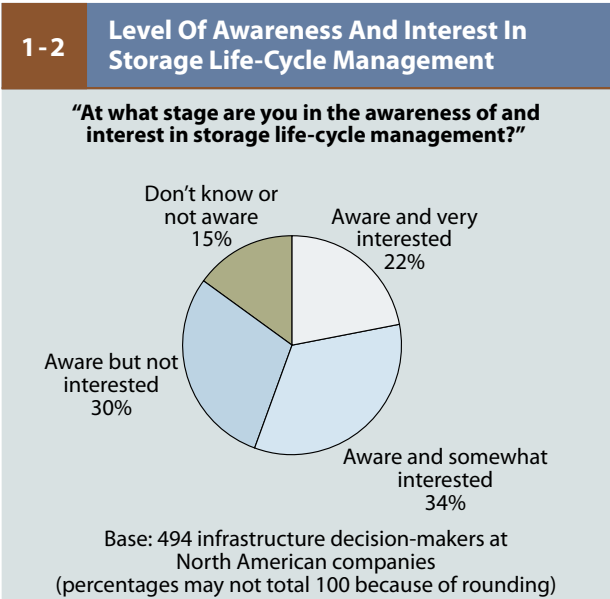 1-2
Level Of Awareness And Interest In
Storage Life-Cycle Management
“At what stage are you in the awareness of and
interest in storage life-cycle management?”
Don’t know or
not aware
15%
Aware and very
interested
22%
Aware but not
interested
30%
Aware and somewhat
interested
34%
Base: 494 infrastructure decision-makers at
North American companies
(percentages may not total 100 because of rounding)